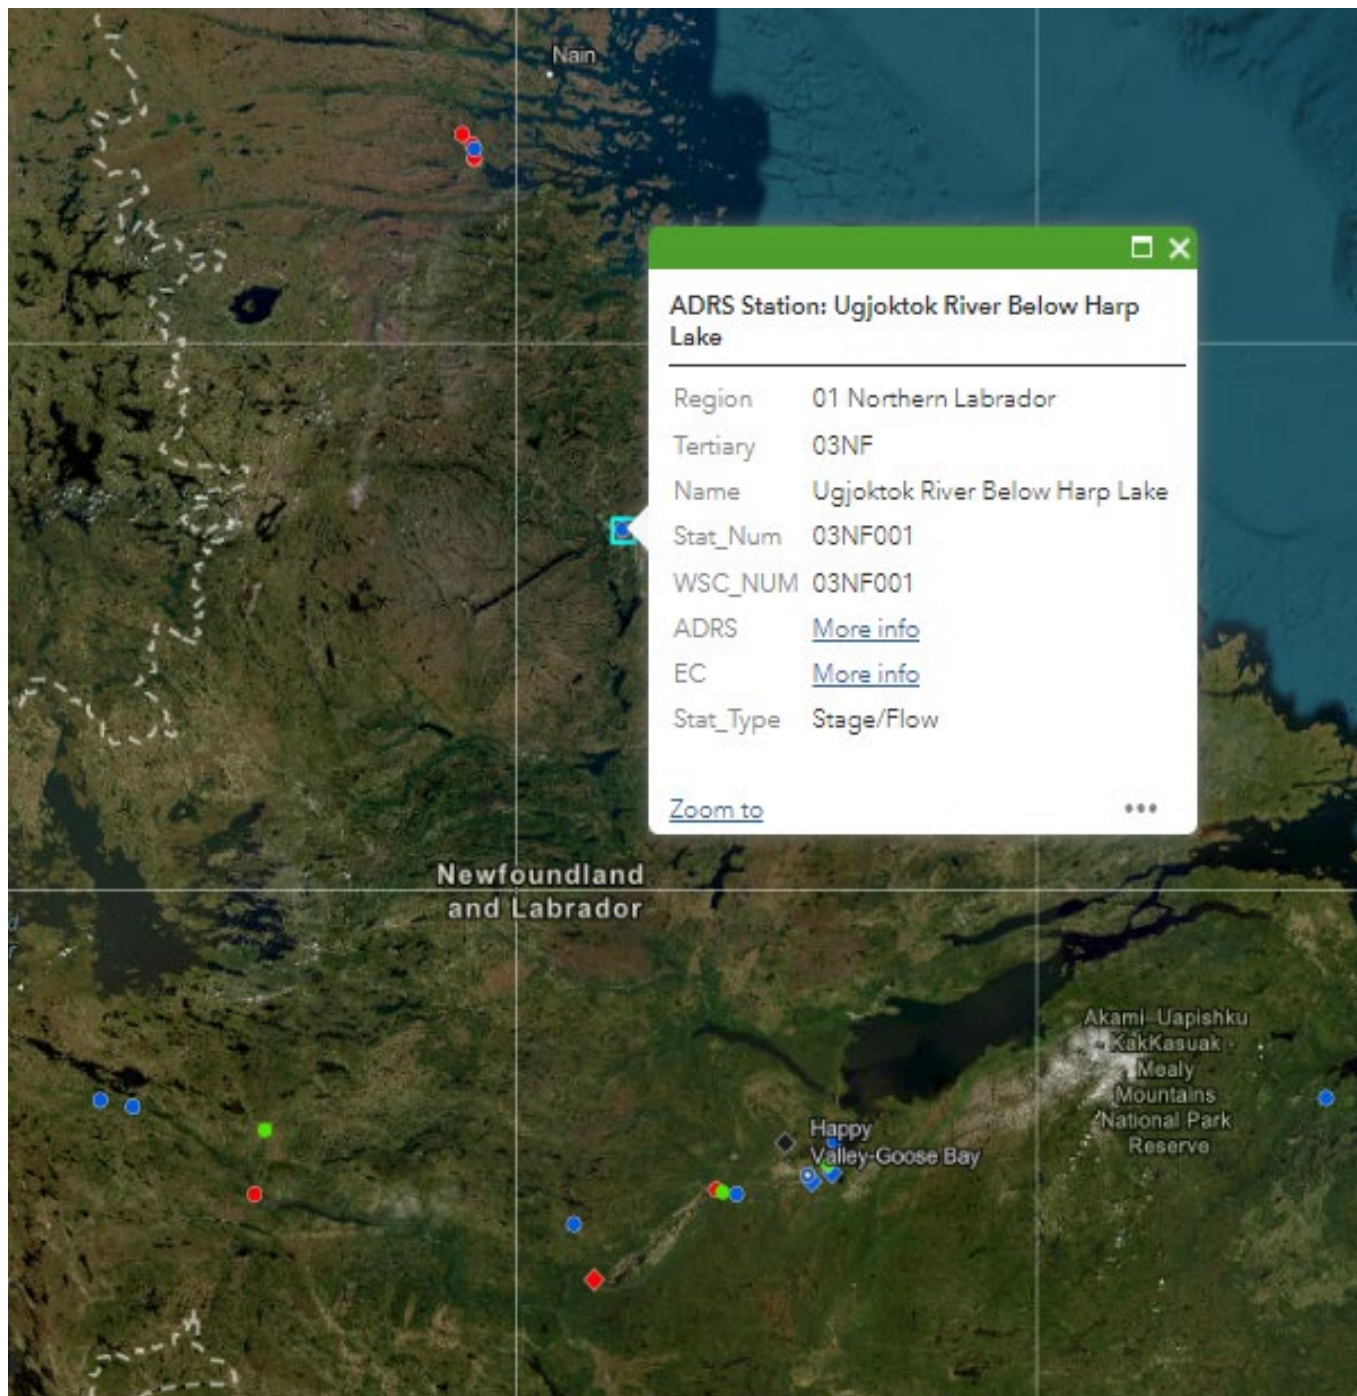 Nain
ADRS Station: Ugjoktok River Below Harp
Lake
Region 01 Northern Labrador
Tertiary 03NF
Name Ugjoktok River Below Harp Lake
Stat_Num 03NF001
WSC_NUM 03NF001
ADRS More info
EC More info
Stat_Type Stage/Flow
Zoom to
Newfoundland
and Labrador
Akami-Uapishku
- KakKasuak -
Mealy
Mountains
National Park
Reserve
Happy
Valley-Goose Bay